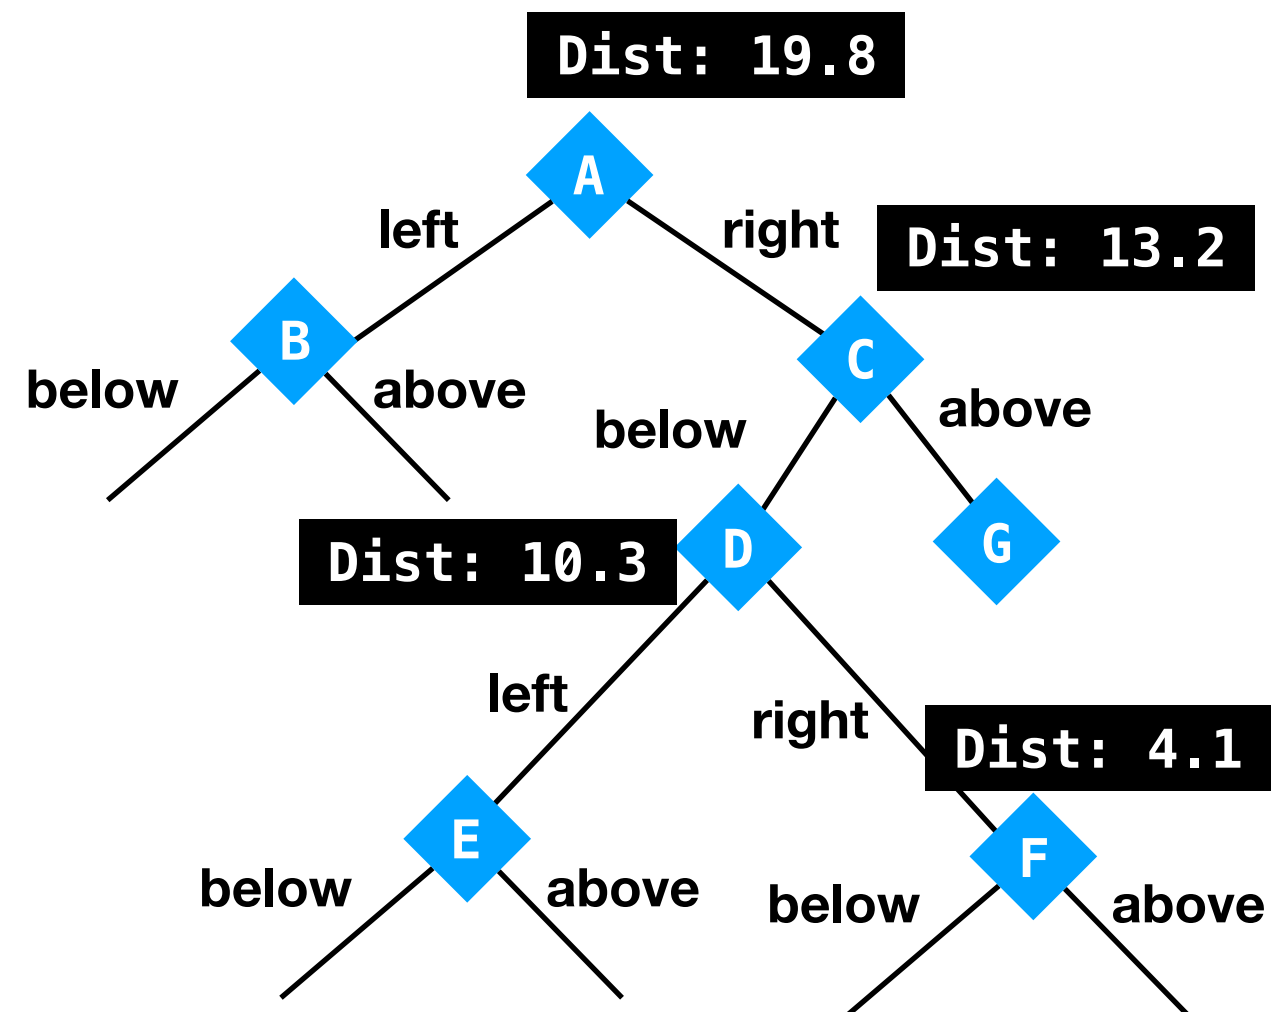 Dist: 19.8
A
left
right
Dist: 13.2
B
C
below
above
below
above
D
G
Dist: 10.3
left
right
Dist: 4.1
E
F
below
above
below
above